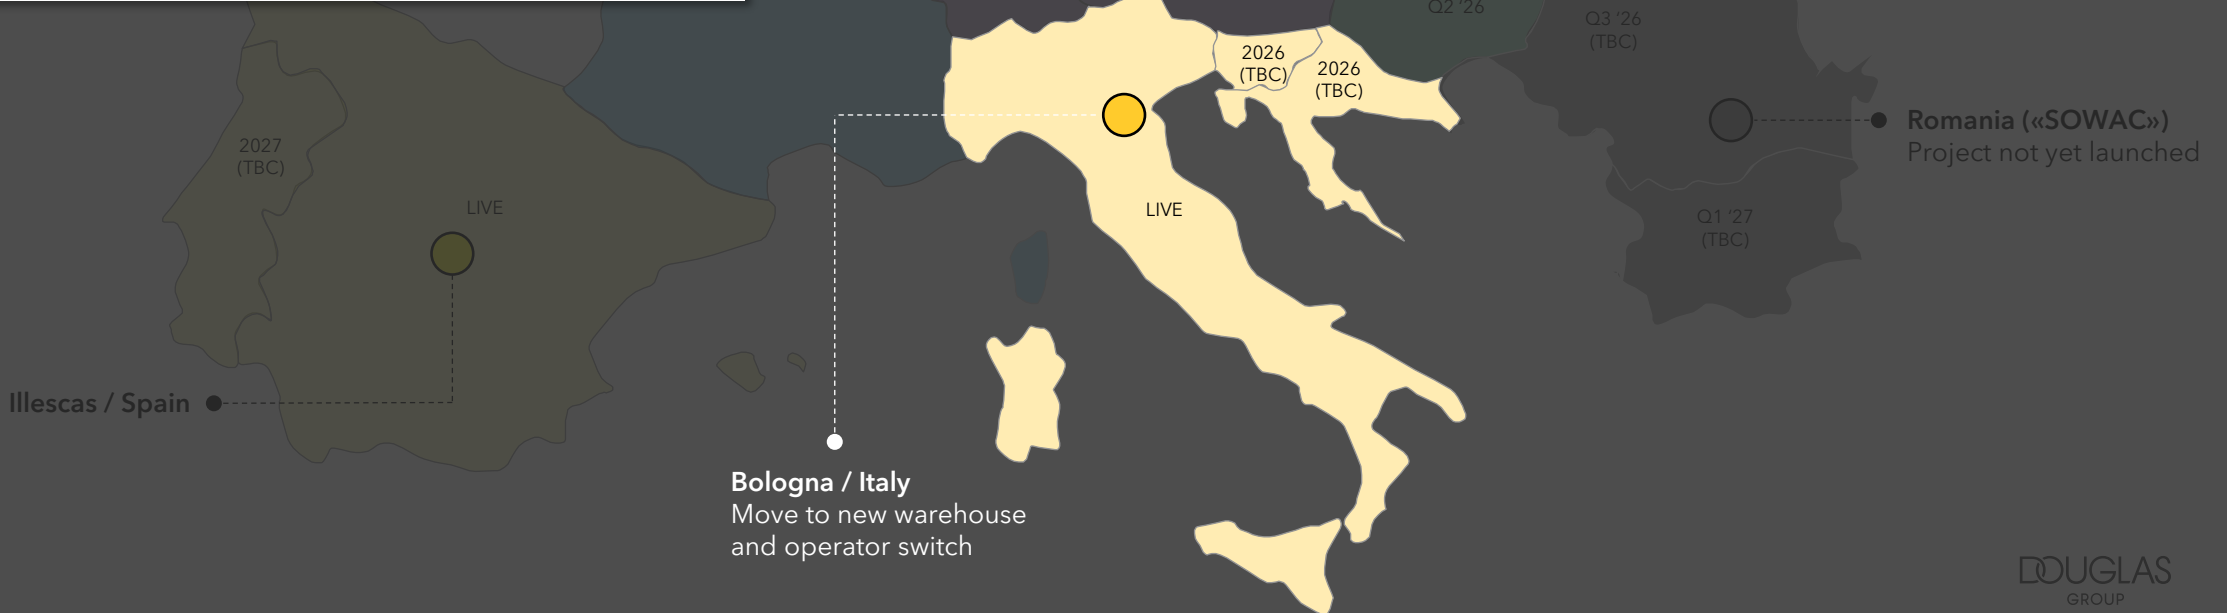 Q2 '26
Q3 '26
(TBC)
2026
(TBC)
2026
(TBC)
Romania («SOWAC»)
Project not yet launched
2027
(TBC)
LIVE
LIVE
Q1 '27
(TBC)
Illescas / Spain
Bologna / Italy
Move to new warehouse
and operator switch
DOUGLAS
GROUP